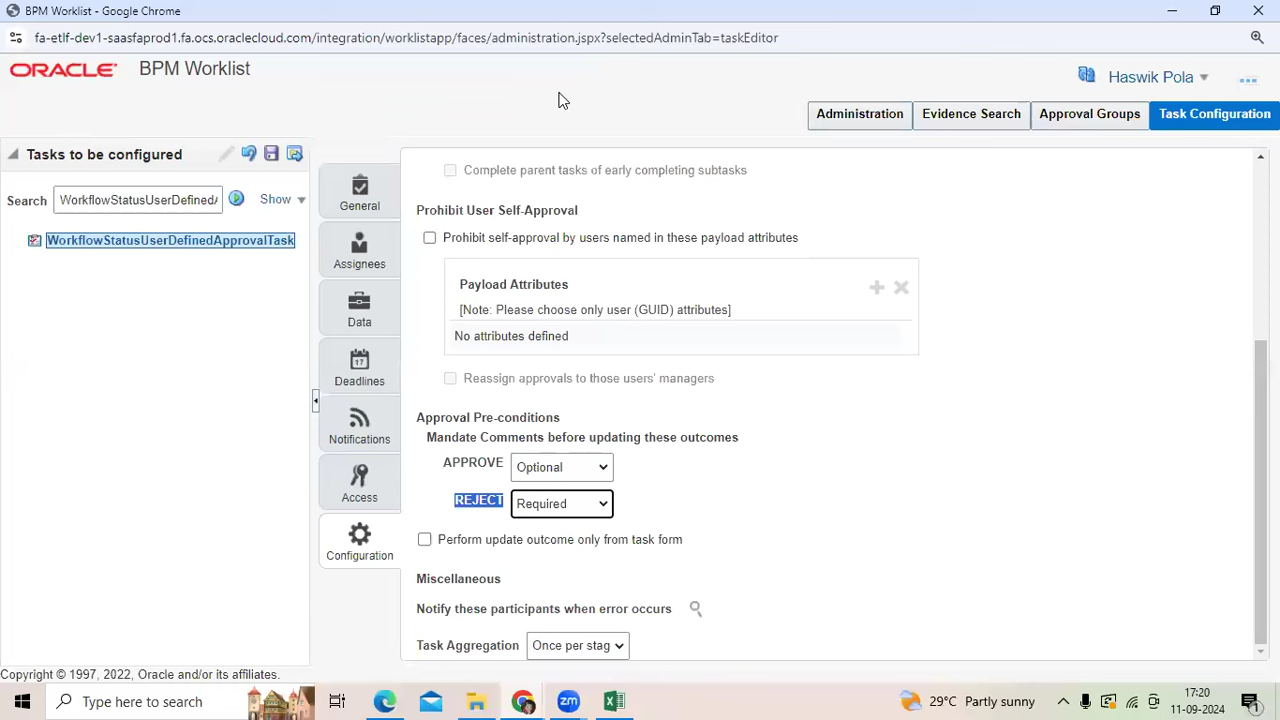 BPM Worklist - Google Chrome
fa-etlf-dev1-saasfaprod1.fa.ocs.oraclecloud.com/integration/worklistapp/faces/administration.jspx?selectedAdminTab=taskEditor
ORACLE BPM Worklist
Haswik Pola
Administration Evidence Search Approval Groups Task Configuration
Tasks to be configured
Search WorkflowStatusUserDefinedA Show
WorkflowStatusUserDefinedApprovalTask
General
Assignees
Data
17
Deadlines
Notifications
Access
Configuration
Complete parent tasks of early completing subtasks
Prohibit User Self-Approval
Prohibit self-approval by users named in these payload attributes
Payload Attributes
[Note: Please choose only user (GUID) attributes]
No attributes defined
Reassign approvals to those users' managers
Approval Pre-conditions
Mandate Comments before updating these outcomes
APPROVE Optional
REJECT Required
Perform update outcome only from task form
Miscellaneous
Notify these participants when error occurs
Task Aggregation Once per stag
Copyright © 1997, 2022, Oracle and/or its affiliates.
Type here to search
zm
29°C Partly sunny
17:20
11-09-2024
1